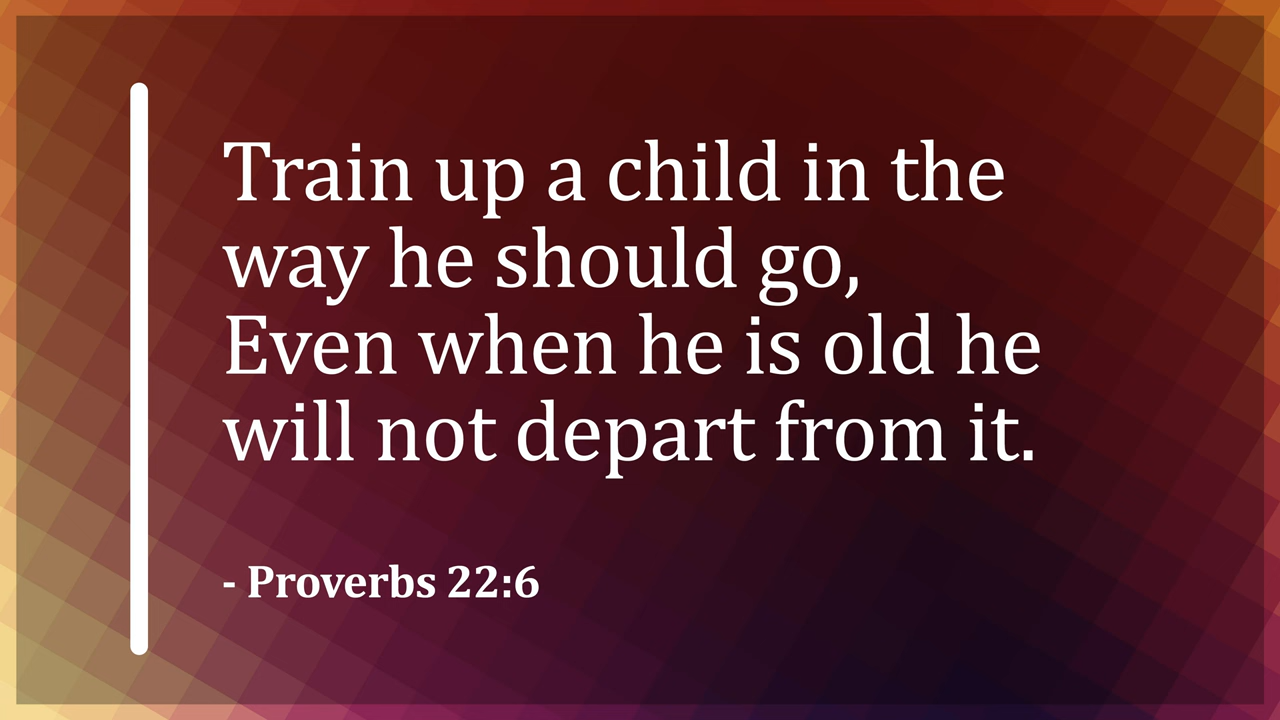 Train up a child in the
way he should go,
Even when he is old he
will not depart from it.
- Proverbs 22:6